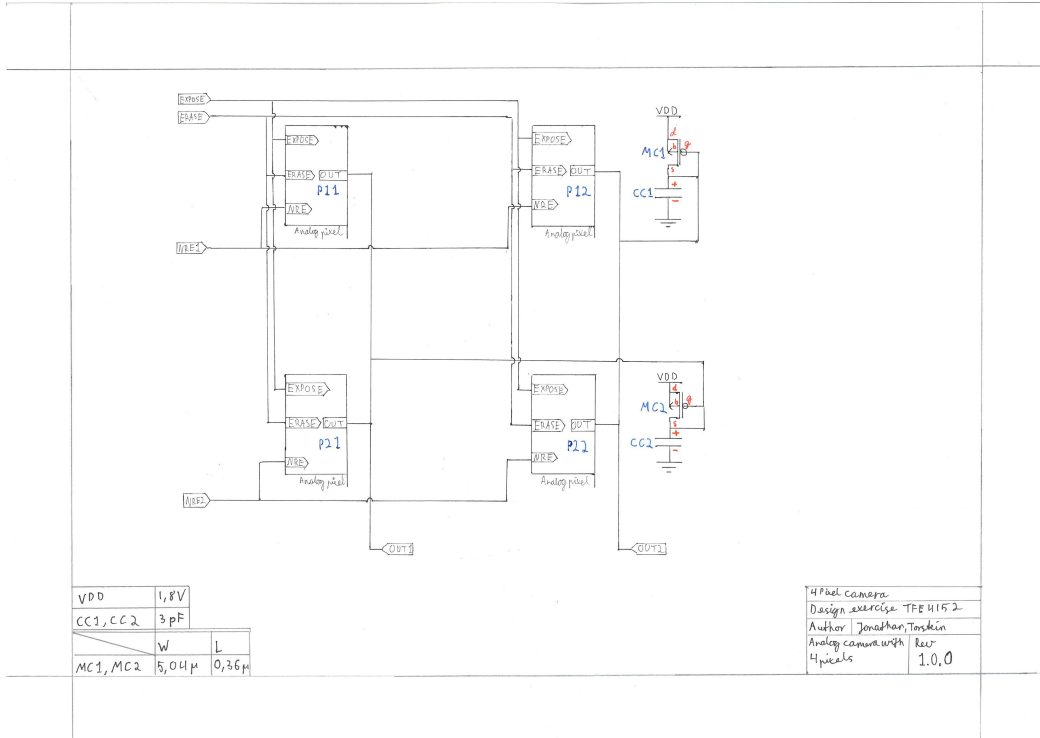 EXPOSE
ERASE
VDD
EXPOSE
EXPOSE
d
MC1
b
g
s
ERASE OUT
ERASE OUT
P11
P12
CC1
+
-
NRE
NRE
Analog pixel
Analog pixel
NRE1
VDD
EXPOSE
EXPOSE
d
MC2
b
g
s
ERASE OUT
ERASE OUT
P21
P22
CC2
+
-
NRE
NRE
Analog pixel
Analog pixel
NRE2
OUT1
OUT2
VDD 1,8V
CC1, CC2 3 pF
W L
MC1, MC2 5,04µ 0,36µ
4 Pixel camera
Design exercise TFE4152
Author Jonathan, Torstein
Analog camera with Rev
4 pixels 1.0.0